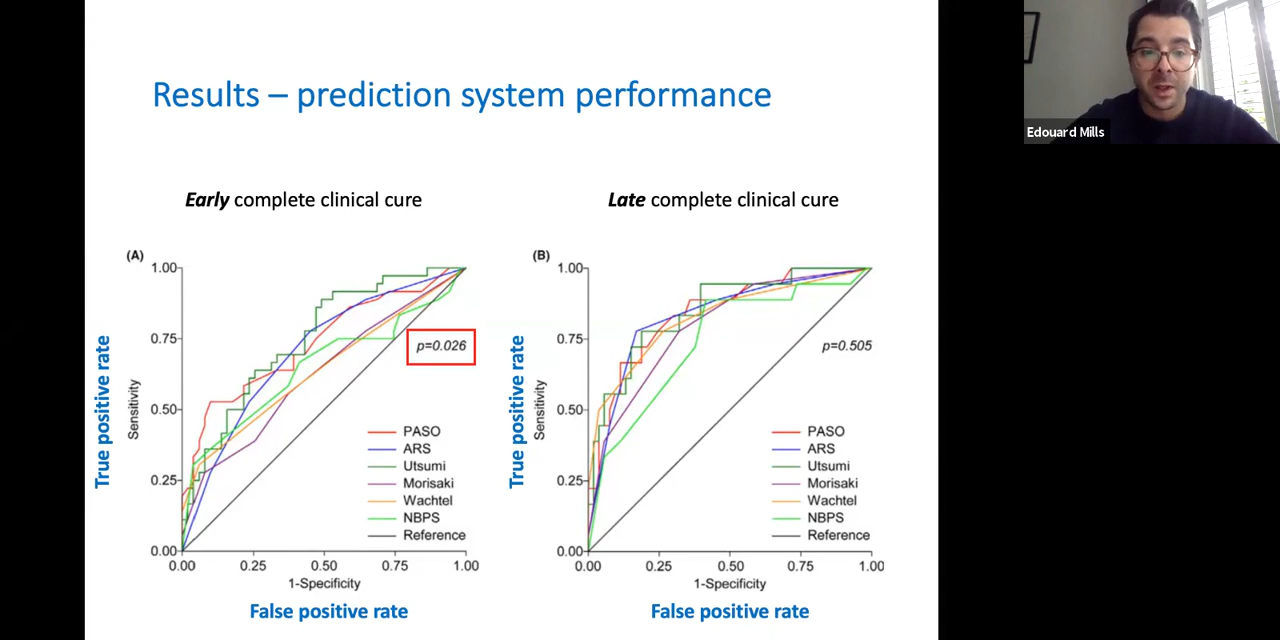 Results – prediction system performance
Edouard Mills
Early complete clinical cure
Late complete clinical cure
(A)
1.00
0.75
0.50
0.25
0.00
True positive rate
Sensitivity
p=0.026
PASO
ARS
Utsumi
Morisaki
Wachtel
NBPS
Reference
0.00 0.25 0.50 0.75 1.00
1-Specificity
False positive rate
(B)
1.00
0.75
0.50
0.25
0.00
True positive rate
Sensitivity
p=0.505
PASO
ARS
Utsumi
Morisaki
Wachtel
NBPS
Reference
0.00 0.25 0.50 0.75 1.00
1-Specificity
False positive rate